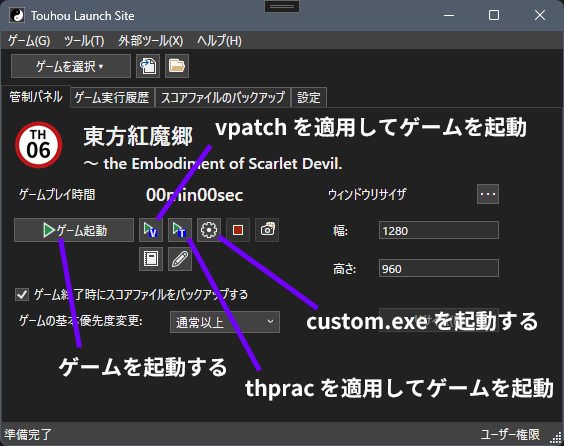 Touhou Launch Site
ゲーム(G) ツール(T) 外部ツール(X) ヘルプ(H)
ゲームを選択
管制パネル ゲーム実行履歴 スコアファイルのバックアップ 設定
TH
06
東方紅魔郷
～ the Embodiment of Scarlet Devil.
vpatch を適用してゲームを起動
ゲームプレイ時間 00min00sec
ウィンドウリサイザ ...
ゲーム起動 V T
幅: 1280
高さ: 960
ゲーム終了時にスコアファイルをバックアップする
ゲームの基本優先度変更: 通常以上
custom.exe を起動する
ゲームを起動する
thprac を適用してゲームを起動
準備完了 ユーザー権限